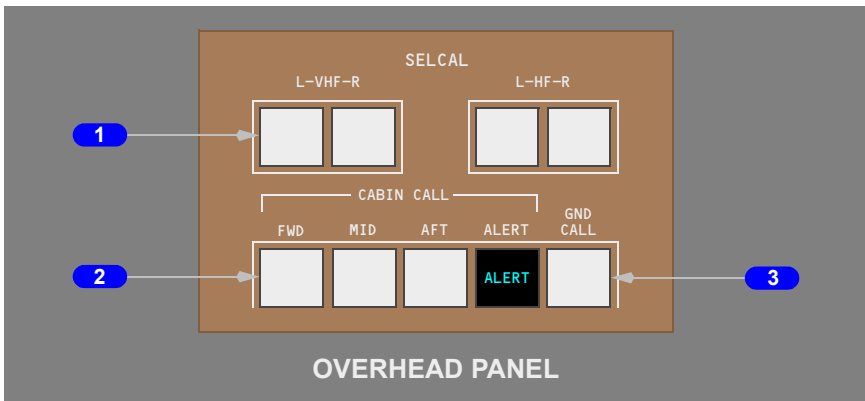 SELCAL
L-VHF-R
L-HF-R
1
CABIN CALL
FWD
MID
AFT
ALERT
GND
CALL
2
ALERT
3
OVERHEAD PANEL